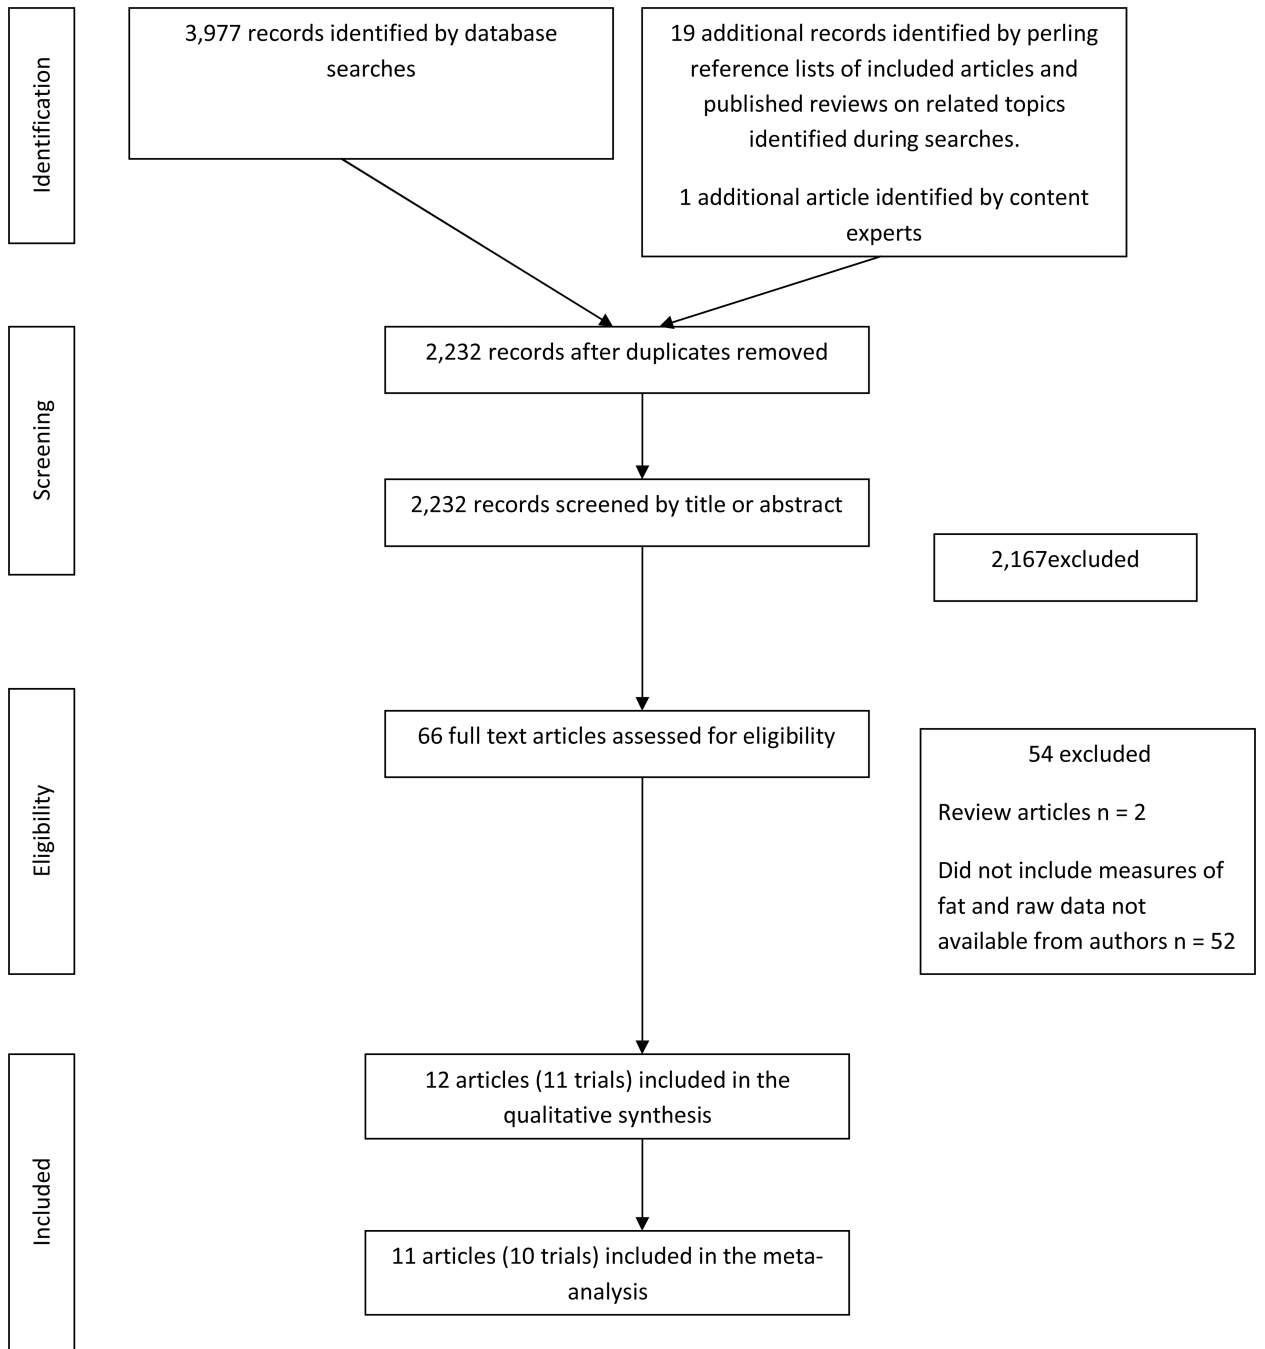 Identification
3,977 records identified by database
searches
19 additional records identified by perling
reference lists of included articles and
published reviews on related topics
identified during searches.
1 additional article identified by content
experts
Screening
2,232 records after duplicates removed
2,232 records screened by title or abstract
2,167excluded
Eligibility
66 full text articles assessed for eligibility
54 excluded
Review articles n = 2
Did not include measures of
fat and raw data not
available from authors n = 52
Included
12 articles (11 trials) included in the
qualitative synthesis
11 articles (10 trials) included in the meta-
analysis